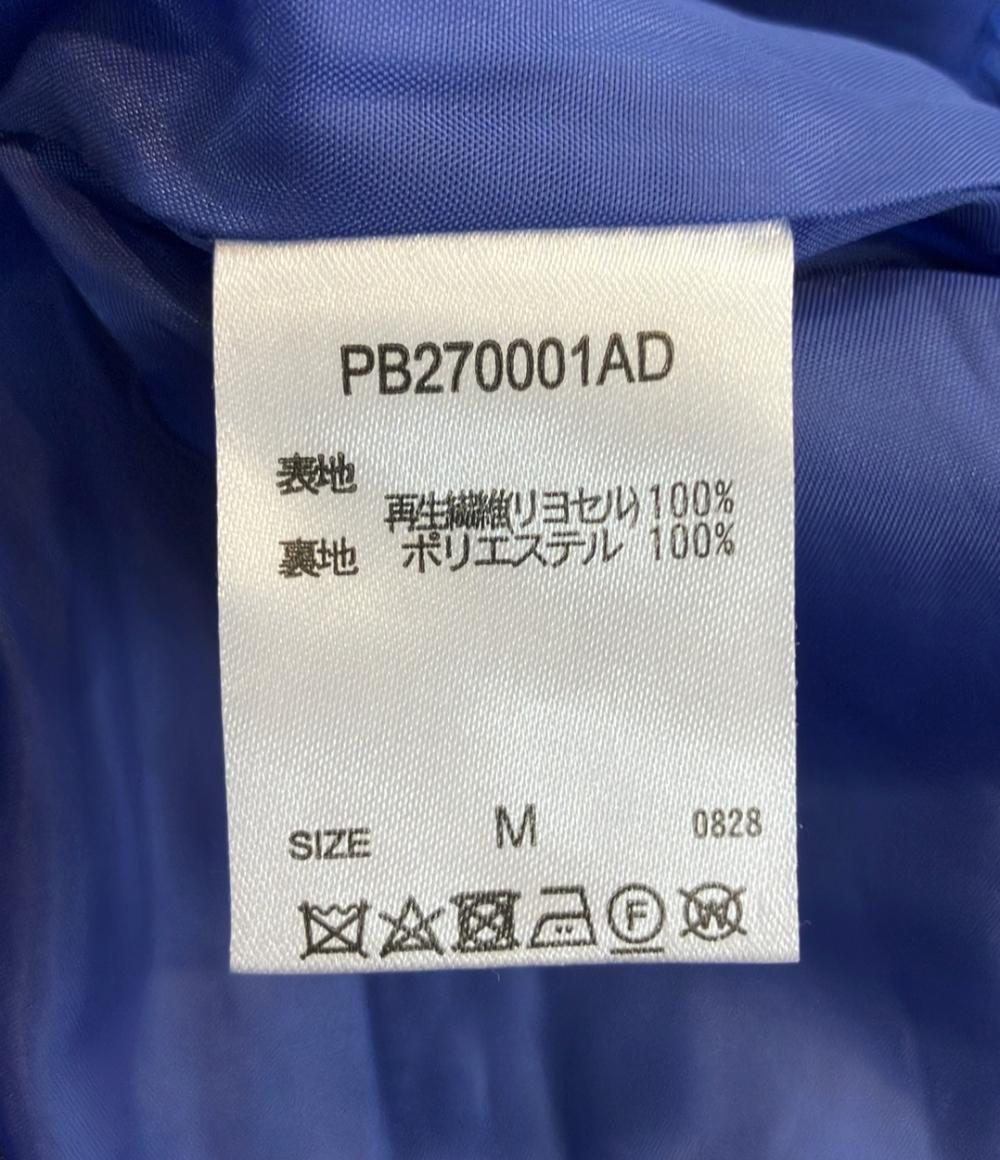 PB270001AD
表地
再生繊維(リヨセル) 100%
裏地 ポリエステル 100%
SIZE M 0828
F W